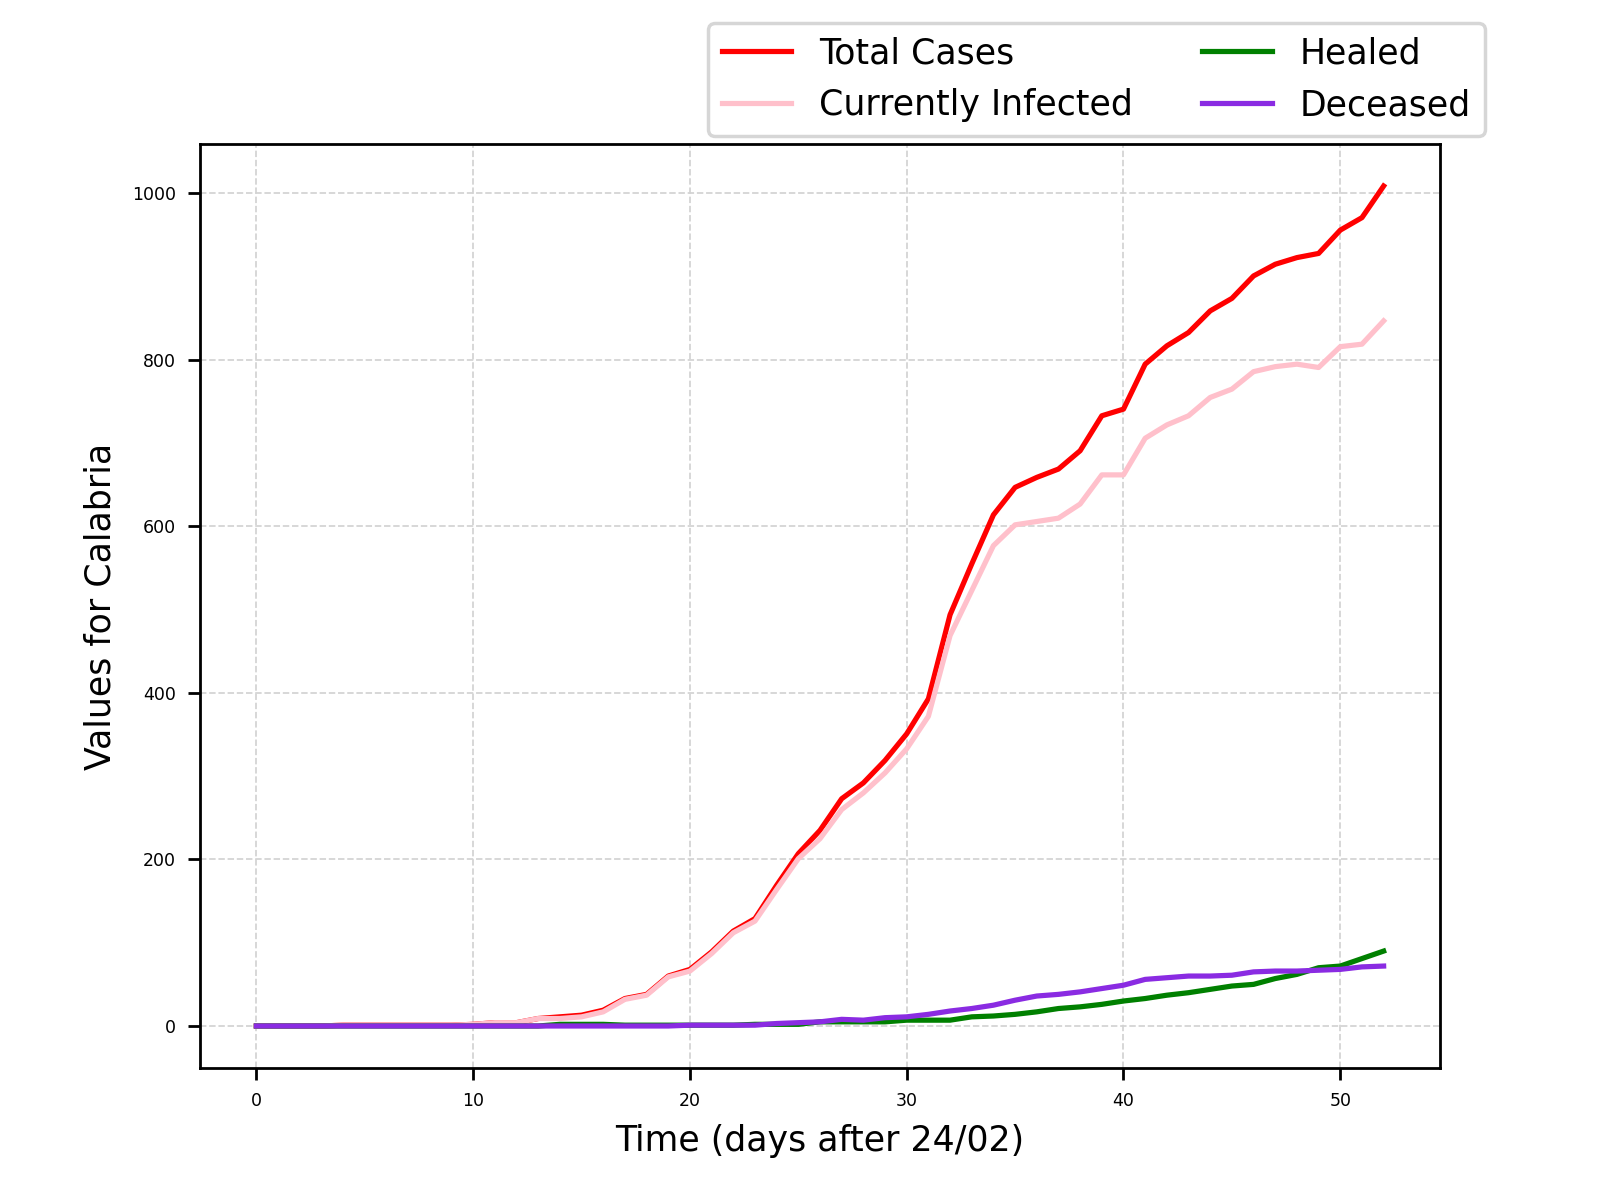 Total Cases
Currently Infected
Healed
Deceased
1000
800
600
400
200
0
Values for Calabria
0 10 20 30 40 50
Time (days after 24/02)